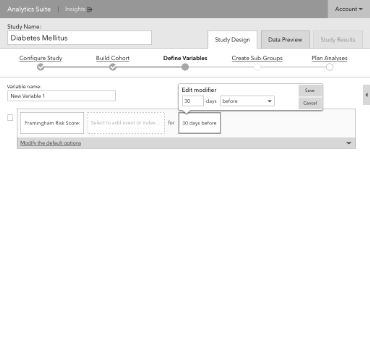 Analytics Suite | Insights
Account
Study Name:
Diabetes Mellitus
Study Design
Data Preview
Study Results
Configure Study
Build Cohort
Define Variables
Create Sub-Groups
Plan Analyses
Variable name:
New Variable 1
Edit modifier
30 days before
Save
Cancel
Framingham Risk Score:
Select to add event or index...
for
30 days before
Modify the default options